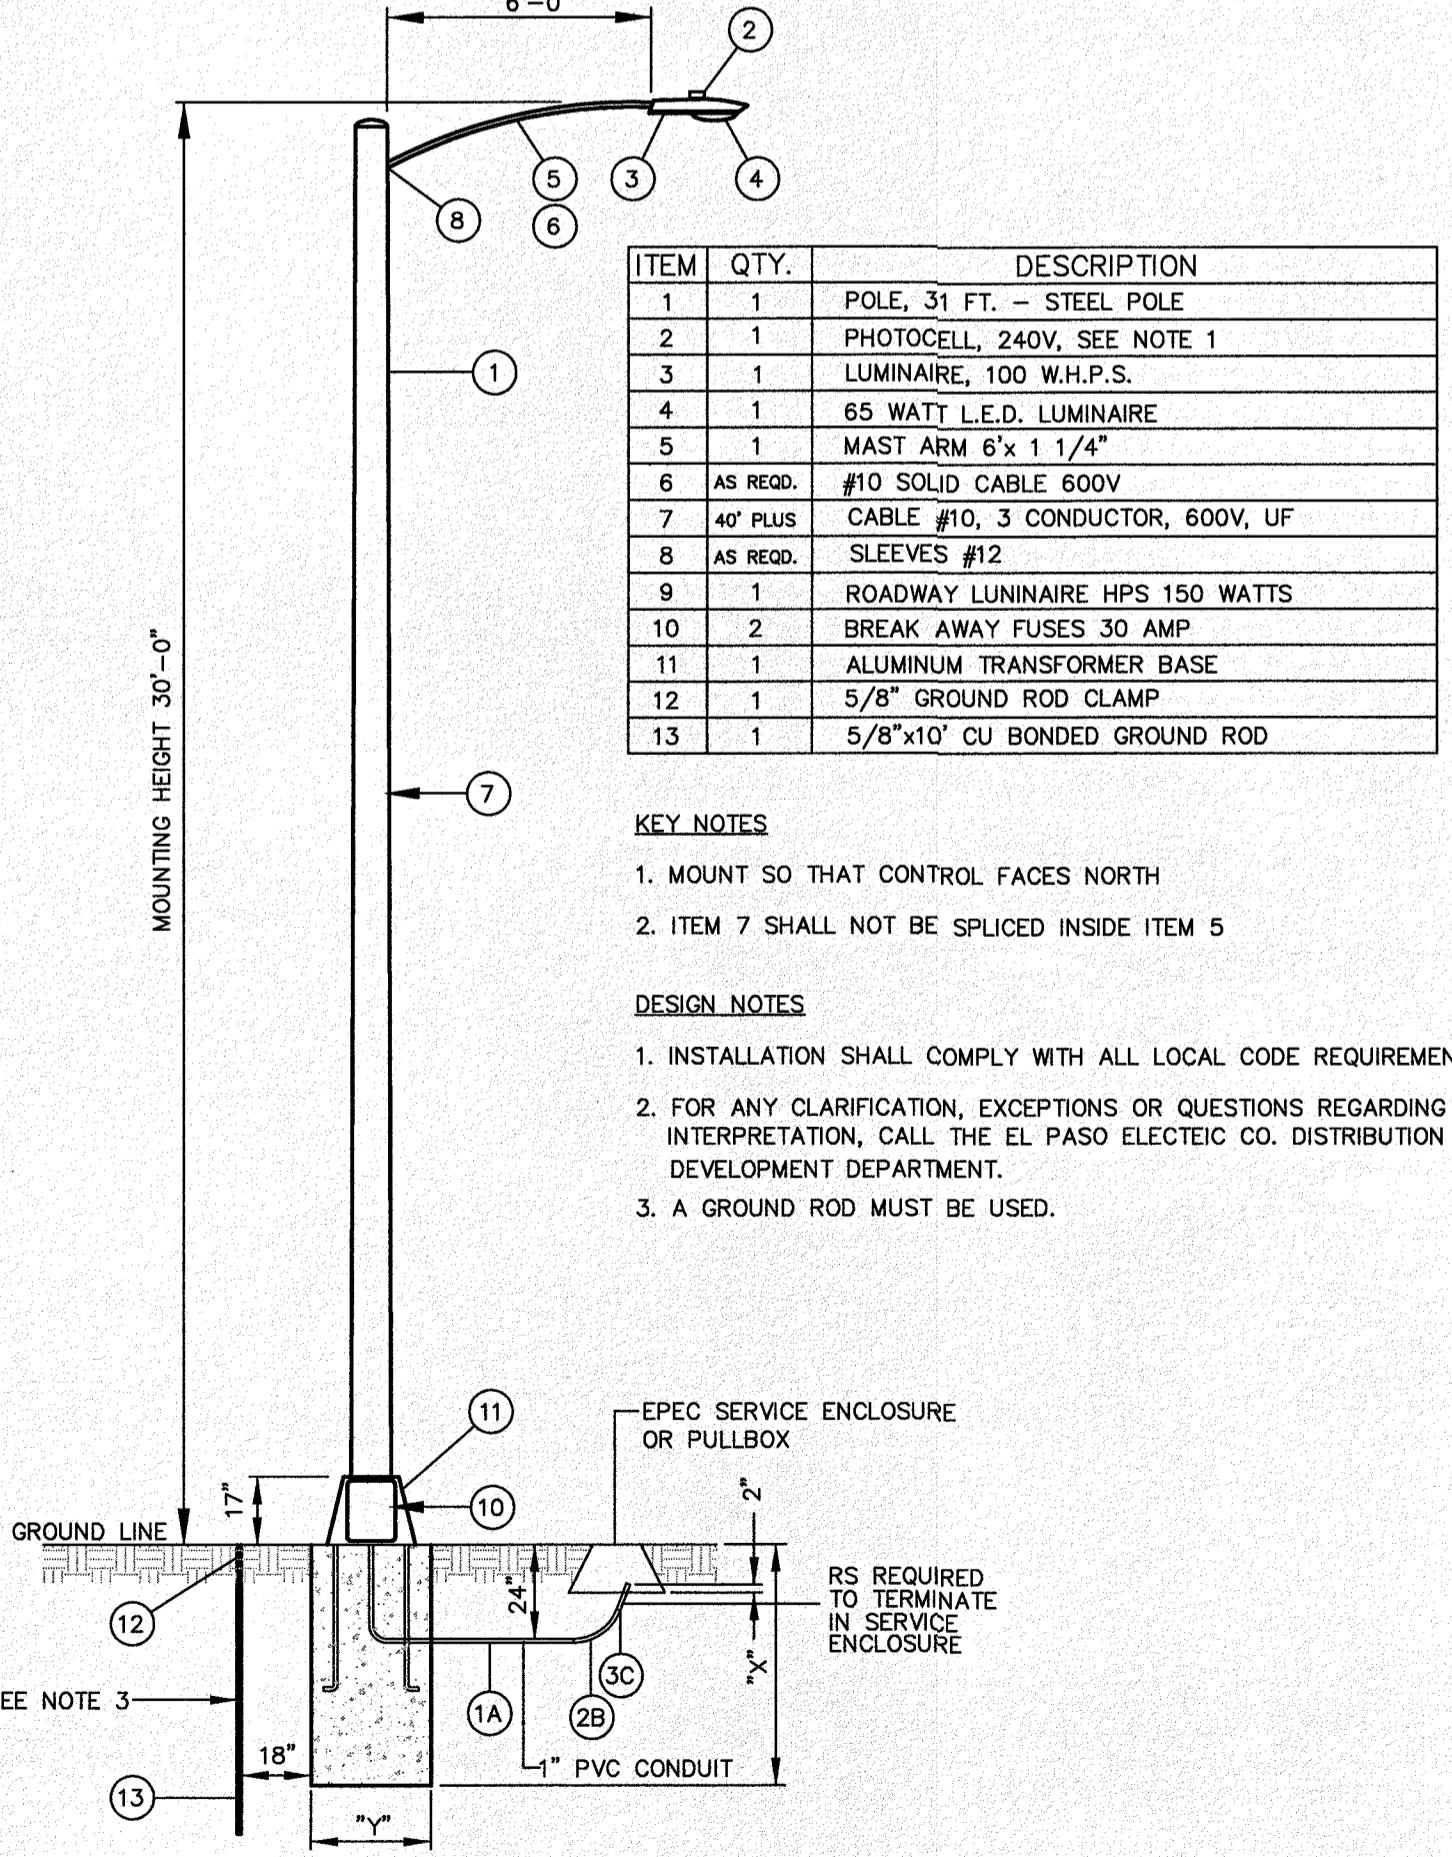 6'-0"
2
5
3
4
8
6
ITEM QTY. DESCRIPTION
1 1 POLE, 31 FT. – STEEL POLE
2 1 PHOTOCELL, 240V, SEE NOTE 1
3 1 LUMINAIRE, 100 W.H.P.S.
4 1 65 WATT L.E.D. LUMINAIRE
5 1 MAST ARM 6'x 1 1/4"
6 AS REQD. #10 SOLID CABLE 600V
7 40' PLUS CABLE #10, 3 CONDUCTOR, 600V, UF
8 AS REQD. SLEEVES #12
9 1 ROADWAY LUNINAIRE HPS 150 WATTS
10 2 BREAK AWAY FUSES 30 AMP
11 1 ALUMINUM TRANSFORMER BASE
12 1 5/8" GROUND ROD CLAMP
13 1 5/8"x10' CU BONDED GROUND ROD
1
MOUNTING HEIGHT 30'-0"
7
KEY NOTES
1. MOUNT SO THAT CONTROL FACES NORTH
2. ITEM 7 SHALL NOT BE SPLICED INSIDE ITEM 5
DESIGN NOTES
1. INSTALLATION SHALL COMPLY WITH ALL LOCAL CODE REQUIREMEN
2. FOR ANY CLARIFICATION, EXCEPTIONS OR QUESTIONS REGARDING
INTERPRETATION, CALL THE EL PASO ELECTEIC CO. DISTRIBUTION
DEVELOPMENT DEPARTMENT.
3. A GROUND ROD MUST BE USED.
11
EPEC SERVICE ENCLOSURE
OR PULLBOX
17"
10
2"
GROUND LINE
24"
RS REQUIRED
TO TERMINATE
IN SERVICE
ENCLOSURE
12
"X"
3C
EE NOTE 3
1A
2B
18"
1" PVC CONDUIT
13
"Y"